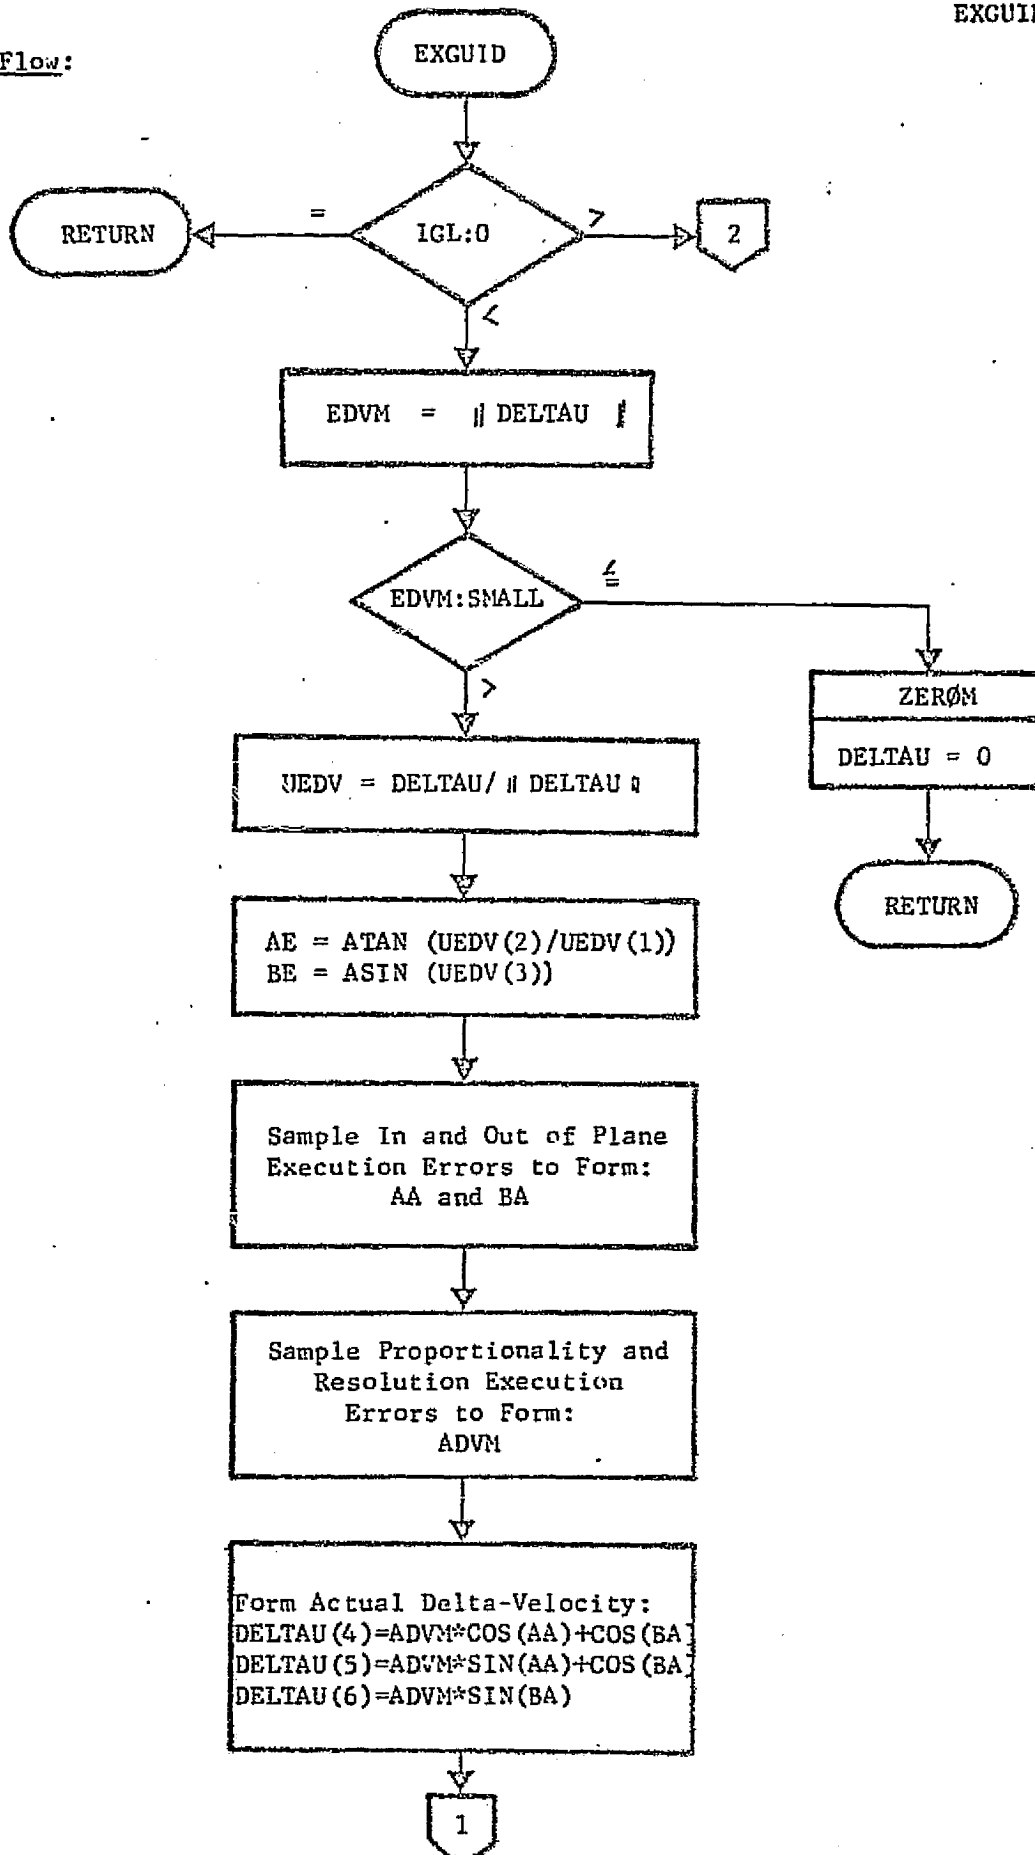 EXGUI
Flow:
EXGUID
IGL:0
=
RETURN
>
2
<
EDVM = || DELTAU ||
EDVM:SMALL
≤
ZERØM
DELTAU = 0
RETURN
>
UEDV = DELTAU/ || DELTAU ||
AE = ATAN (UEDV(2)/UEDV(1))
BE = ASIN (UEDV(3))
Sample In and Out of Plane
Execution Errors to Form:
AA and BA
Sample Proportionality and
Resolution Execution
Errors to Form:
ADVM
Form Actual Delta-Velocity:
DELTAU(4)=ADVM*COS(AA)+COS(BA)
DELTAU(5)=ADVM*SIN(AA)+COS(BA)
DELTAU(6)=ADVM*SIN(BA)
1